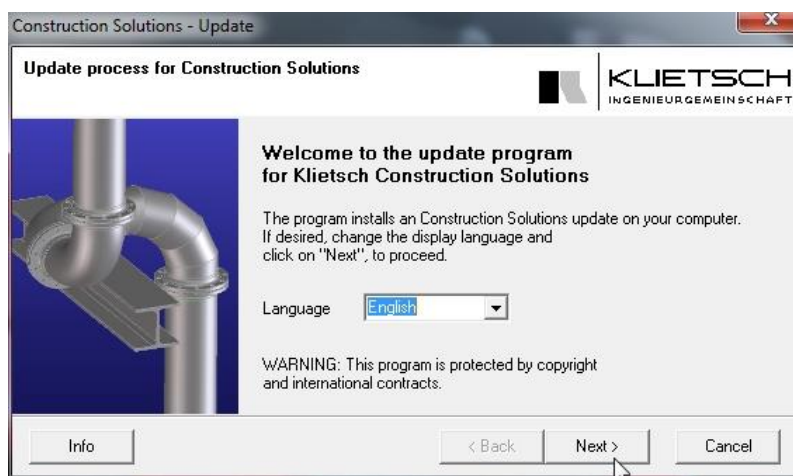 Construction Solutions - Update
Update process for Construction Solutions
KLIETSCH
INGENIEURGEMEINSCHAFT
Welcome to the update program
for Klietsch Construction Solutions
The program installs an Construction Solutions update on your computer.
If desired, change the display language and
click on "Next", to proceed.
Language English
WARNING: This program is protected by copyright
and international contracts.
Info < Back Next > Cancel